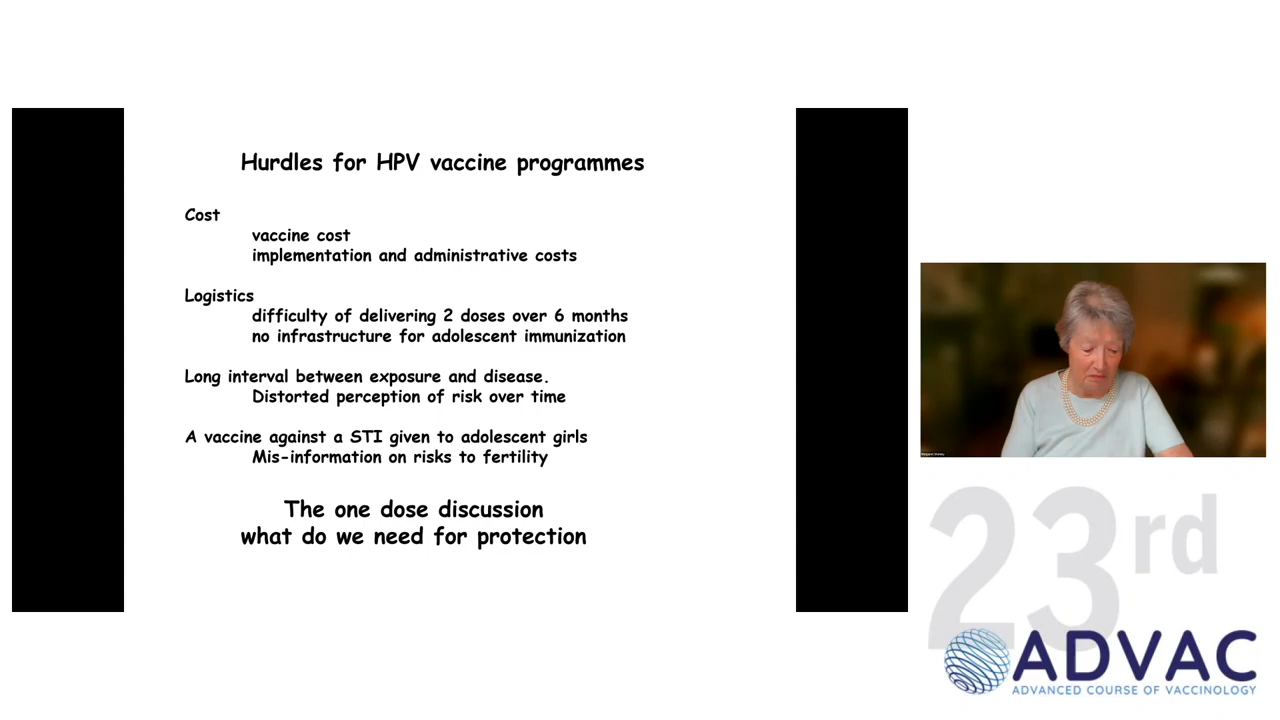 Hurdles for HPV vaccine programmes
Cost
vaccine cost
implementation and administrative costs
Logistics
difficulty of delivering 2 doses over 6 months
no infrastructure for adolescent immunization
Long interval between exposure and disease.
Distorted perception of risk over time
A vaccine against a STI given to adolescent girls
Mis-information on risks to fertility
The one dose discussion
what do we need for protection
23rd
ADVAC
ADVANCED COURSE OF VACCINOLOGY